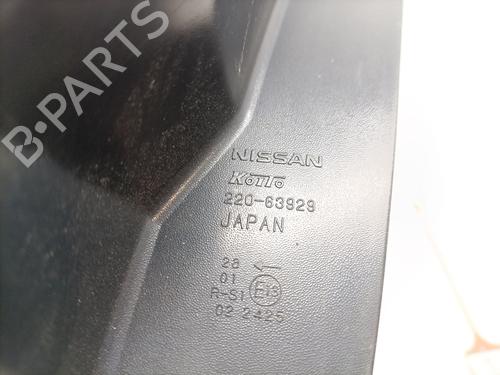 B-PARTS
NISSAN
KOITO
220-63929
JAPAN
28 ←
01
R-S1 E13
02 2425